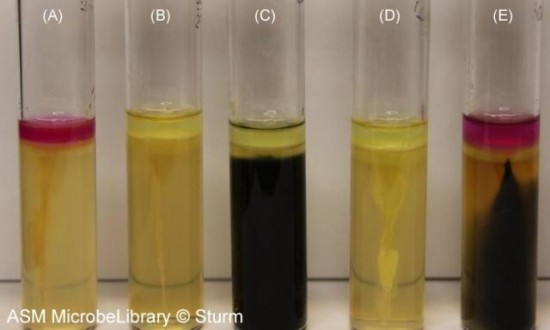 (A) (B) (C) (D) (E)
ASM MicrobeLibrary © Sturm